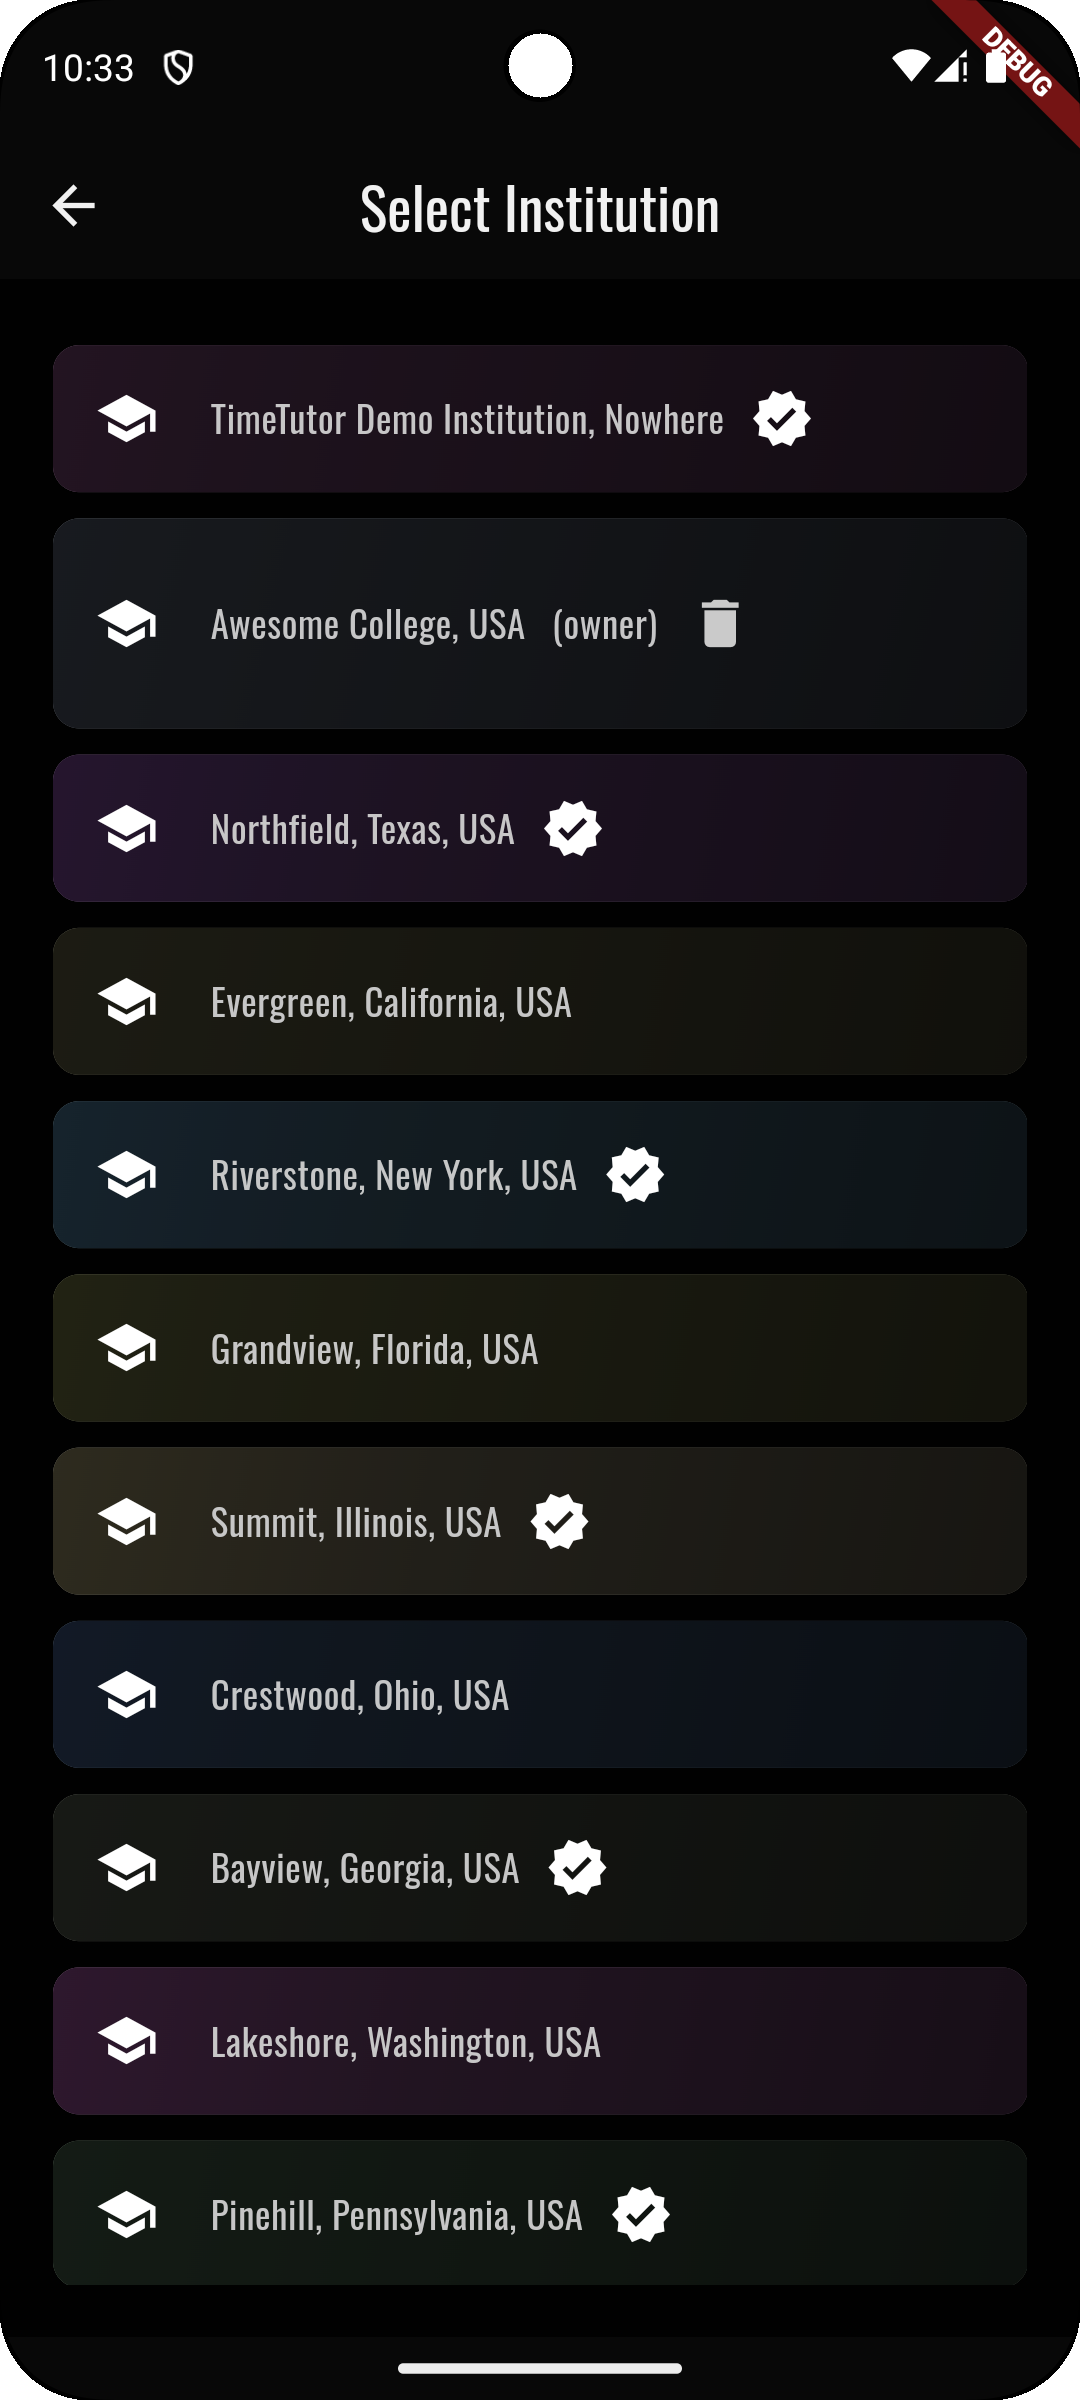 10:33
DEBUG
Select Institution
TimeTutor Demo Institution, Nowhere
Awesome College, USA (owner)
Northfield, Texas, USA
Evergreen, California, USA
Riverstone, New York, USA
Grandview, Florida, USA
Summit, Illinois, USA
Crestwood, Ohio, USA
Bayview, Georgia, USA
Lakeshore, Washington, USA
Pinehill, Pennsylvania, USA